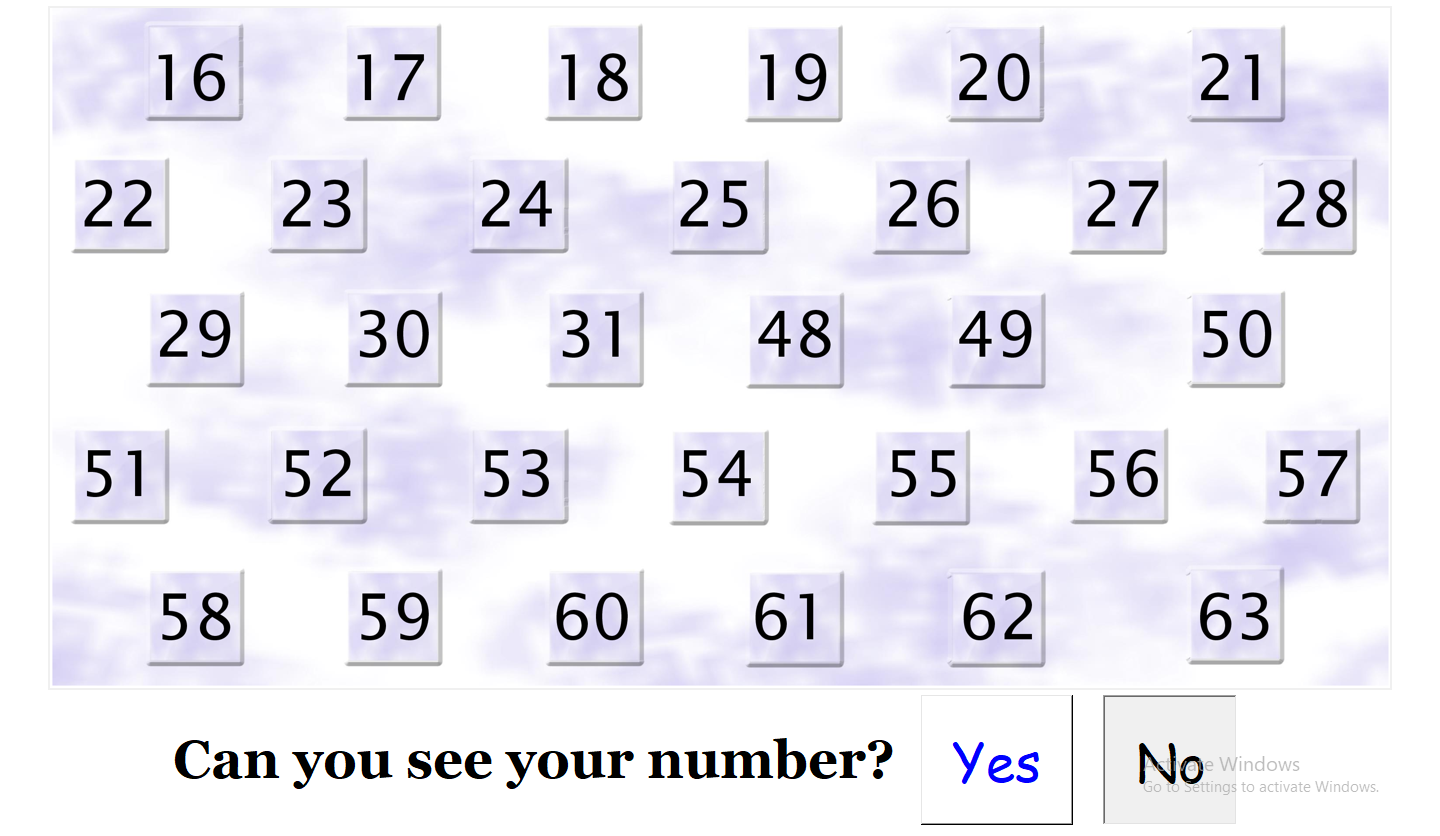 16 17 18 19 20 21
22 23 24 25 26 27 28
29 30 31 48 49 50
51 52 53 54 55 56 57
58 59 60 61 62 63
Can you see your number? Yes No
Activate Windows
Go to Settings to activate Windows.